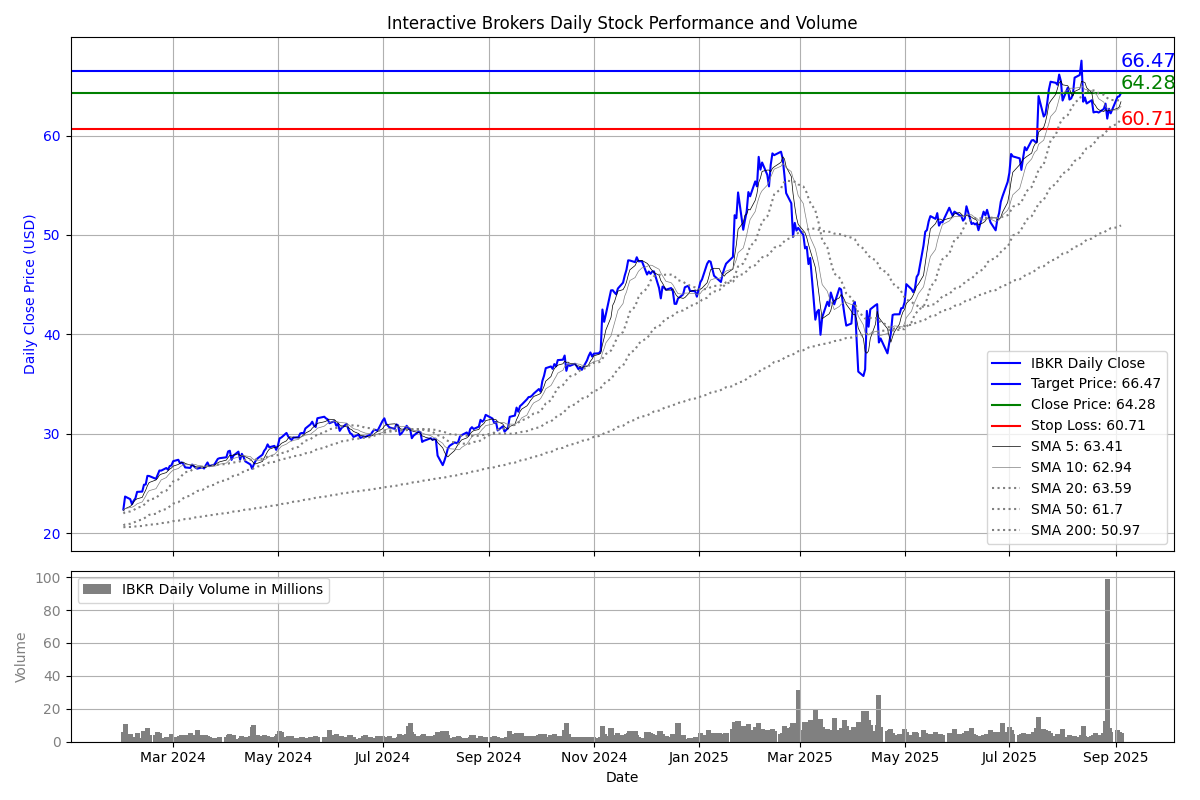 Interactive Brokers Daily Stock Performance and Volume
66.47
64.28
60.71
Daily Close Price (USD)
60
50
40
30
20
IBKR Daily Close
Target Price: 66.47
Close Price: 64.28
Stop Loss: 60.71
SMA 5: 63.41
SMA 10: 62.94
SMA 20: 63.59
SMA 50: 61.7
SMA 200: 50.97
IBKR Daily Volume in Millions
Volume
100
80
60
40
20
0
Mar 2024 May 2024 Jul 2024 Sep 2024 Nov 2024 Jan 2025 Mar 2025 May 2025 Jul 2025 Sep 2025
Date